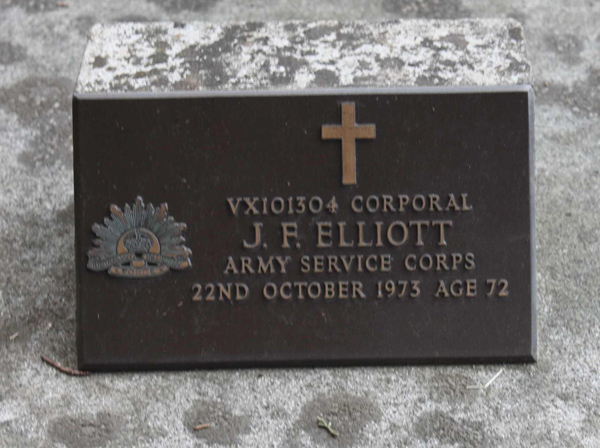 VX101304 CORPORAL
J. F. ELLIOTT
ARMY SERVICE CORPS
22ND OCTOBER 1973 AGE 72